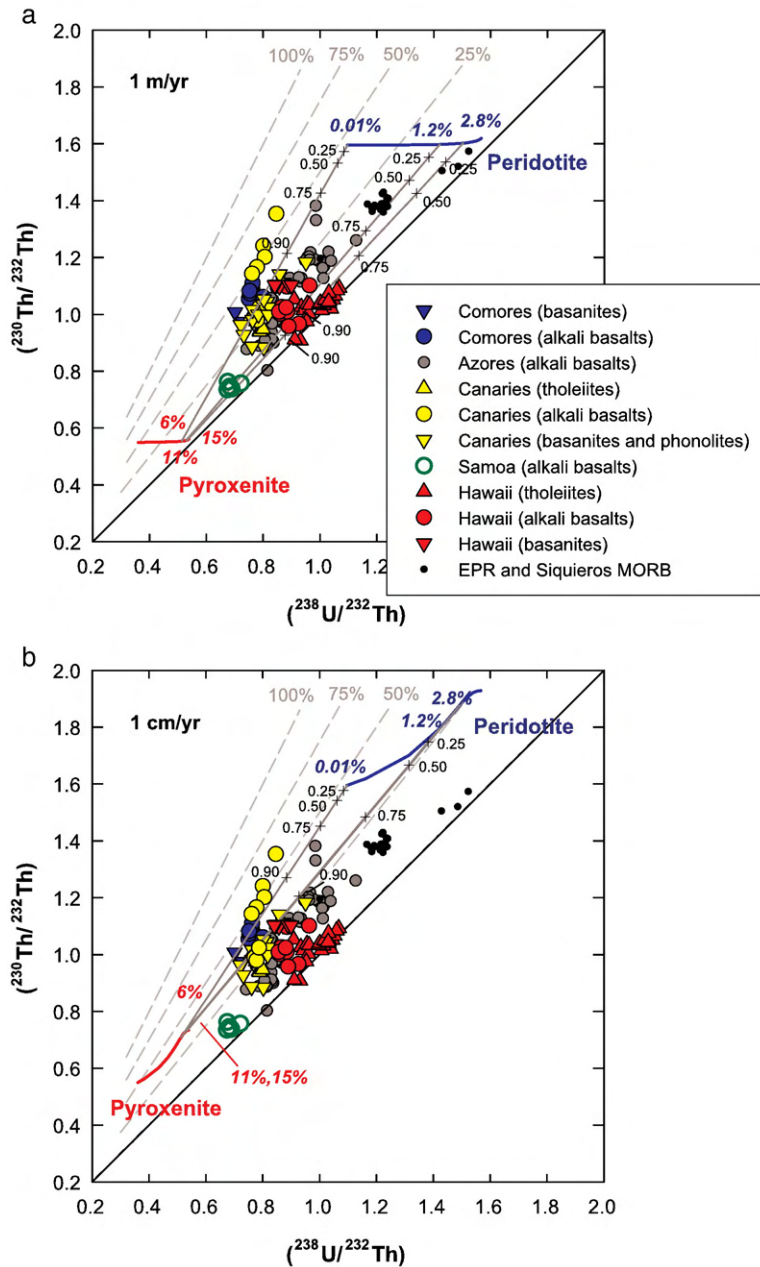 a
2.0
100%
75%
50%
25%
1 m/yr
1.8
0.01%
1.2%
2.8%
1.6
Peridotite
0.25
0.25
0.25
0.50
0.50
0.50
0.75
1.4
0.75
0.75
0.90
1.2
(²³⁰Th/²³²Th)
1.0
0.90
0.90
0.8
6%
15%
0.6
11%
Pyroxenite
0.4
0.2
0.2 0.4 0.6 0.8 1.0 1.2
(²³⁸U/²³²Th)
Comores (basanites)
Comores (alkali basalts)
Azores (alkali basalts)
Canaries (tholeiites)
Canaries (alkali basalts)
Canaries (basanites and phonolites)
Samoa (alkali basalts)
Hawaii (tholeiites)
Hawaii (alkali basalts)
Hawaii (basanites)
EPR and Siquieros MORB
b
2.0
100%
75%
50%
1 cm/yr
2.8%
1.8
1.2%
Peridotite
0.01%
0.25
1.6
0.25
0.50
0.50
0.75
0.75
1.4
0.90
0.90
1.2
(²³⁰Th/²³²Th)
1.0
0.8
6%
0.6
11%,15%
Pyroxenite
0.4
0.2
0.2 0.4 0.6 0.8 1.0 1.2 1.4 1.6 1.8 2.0
(²³⁸U/²³²Th)